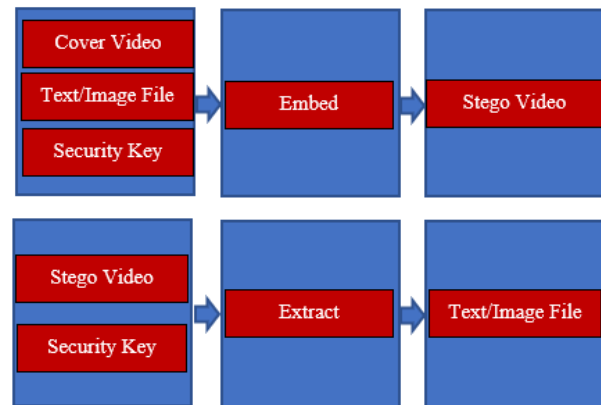 Cover Video
Text/Image File
Security Key
Embed
Stego Video
Stego Video
Security Key
Extract
Text/Image File